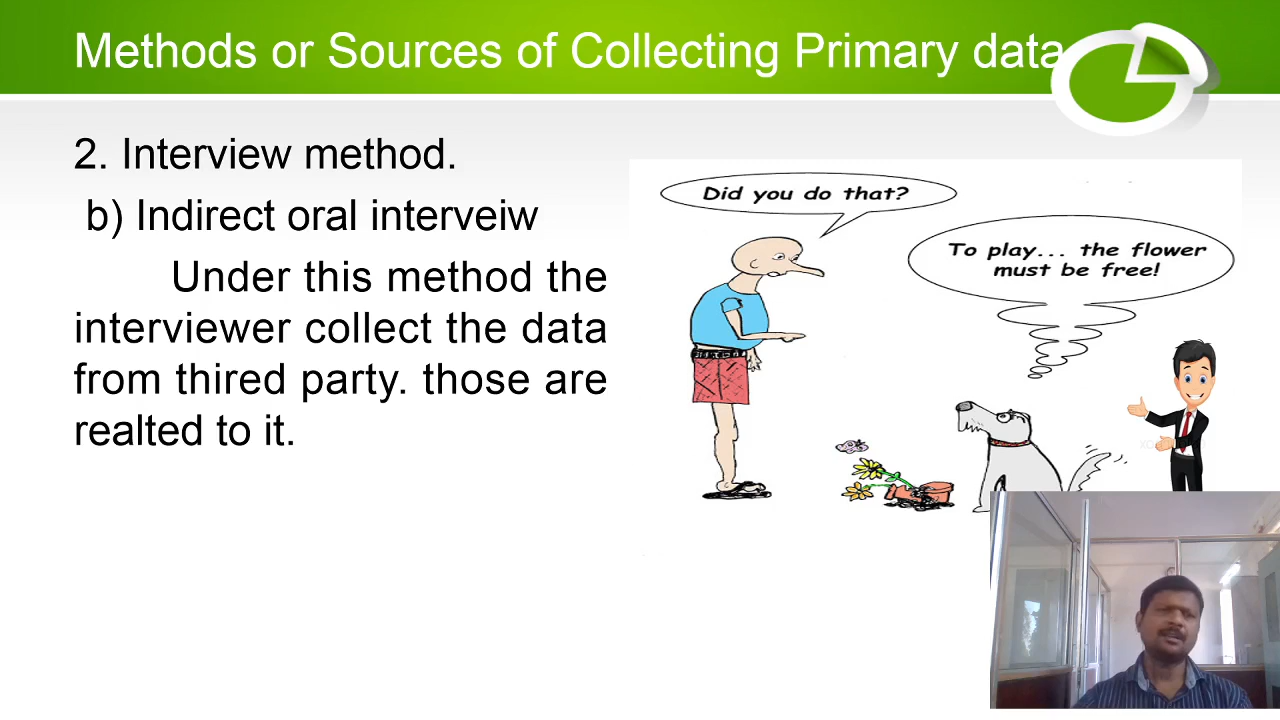 Methods or Sources of Collecting Primary data
2. Interview method.
b) Indirect oral interveiw
Under this method the
interviewer collect the data
from thired party. those are
realted to it.
Did you do that?
To play... the flower
must be free!